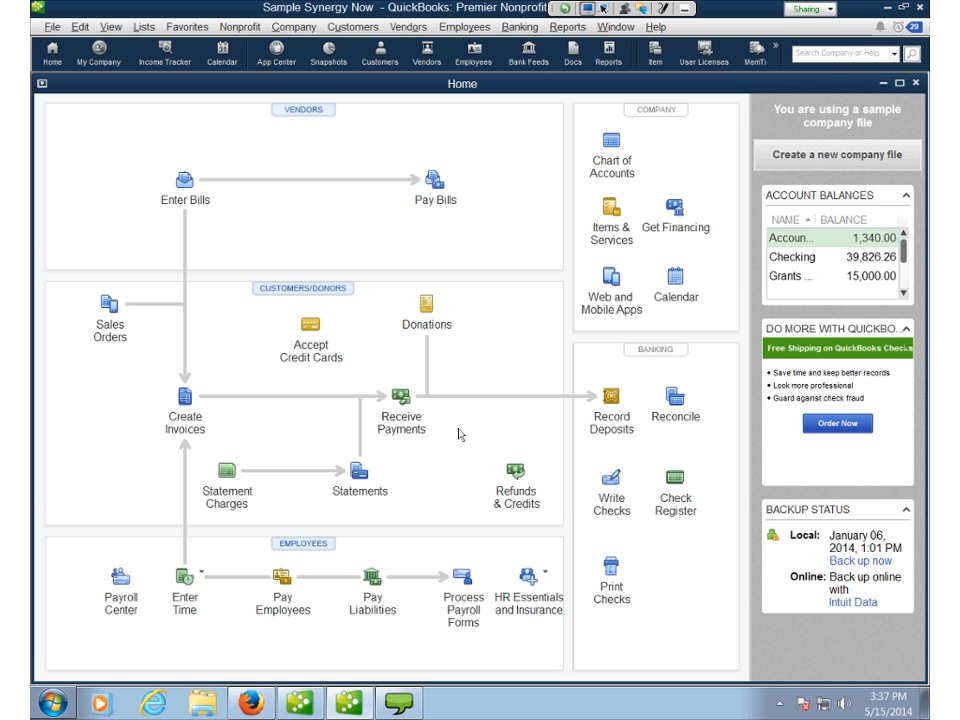 Sample Synergy Now - QuickBooks: Premier Nonprofit
Sharing
File Edit View Lists Favorites Nonprofit Company Customers Vendors Employees Banking Reports Window Help
29
Home My Company Income Tracker Calendar App Center Snapshots Customers Vendors Employees Bank Feeds Docs Reports Item User Licenses MemTx
Search Company or Help
Home
VENDORS
Enter Bills
Pay Bills
CUSTOMERS/DONORS
Sales
Orders
Accept
Credit Cards
Donations
Create
Invoices
Receive
Payments
Statement
Charges
Statements
Refunds
& Credits
EMPLOYEES
Payroll
Center
Enter
Time
Pay
Employees
Pay
Liabilities
Process
Payroll
Forms
HR Essentials
and Insurance
COMPANY
Chart of
Accounts
Items &
Services
Get Financing
Web and
Mobile Apps
Calendar
BANKING
Record
Deposits
Reconcile
Write
Checks
Check
Register
Print
Checks
You are using a sample
company file
Create a new company file
ACCOUNT BALANCES
NAME BALANCE
Accoun... 1,340.00
Checking 39,826.26
Grants ... 15,000.00
DO MORE WITH QUICKBO...
Free Shipping on QuickBooks Checks
• Save time and keep better records
• Look more professional
• Guard against check fraud
Order Now
BACKUP STATUS
Local: January 06,
2014, 1:01 PM
Back up now
Online: Back up online
with
Intuit Data
3:37 PM
5/15/2014